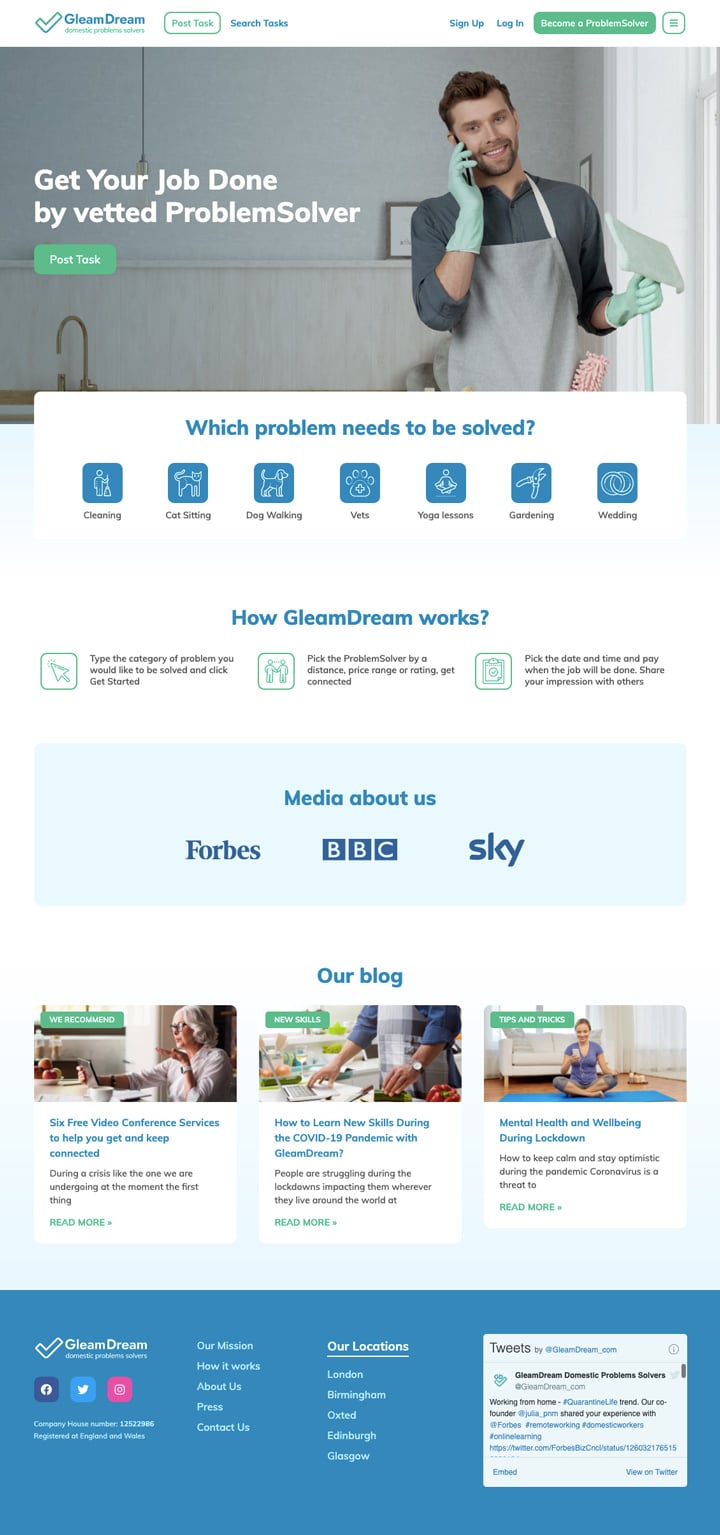 GleamDream
domestic problems solvers
Post Task
Search Tasks
Sign Up
Log In
Become a ProblemSolver
Get Your Job Done
by vetted ProblemSolver
Post Task
Which problem needs to be solved?
Cleaning
Cat Sitting
Dog Walking
Vets
Yoga lessons
Gardening
Wedding
How GleamDream works?
Type the category of problem you
would like to be solved and click
Get Started
Pick the ProblemSolver by a
distance, price range or rating, get
connected
Pick the date and time and pay
when the job will be done. Share
your impression with others
Media about us
Forbes
BBC
sky
Our blog
WE RECOMMEND
Six Free Video Conference Services
to help you get and keep
connected
During a crisis like the one we are
undergoing at the moment the first
thing
READ MORE »
NEW SKILLS
How to Learn New Skills During
the COVID-19 Pandemic with
GleamDream?
People are struggling during the
lockdowns impacting them wherever
they live around the world at
READ MORE »
TIPS AND TRICKS
Mental Health and Wellbeing
During Lockdown
How to keep calm and stay optimistic
during the pandemic Coronavirus is a
threat to
READ MORE »
GleamDream
domestic problems solvers
Company House number: 12522986
Registered at England and Wales
Our Mission
How it works
About Us
Press
Contact Us
Our Locations
London
Birmingham
Oxted
Edinburgh
Glasgow
Tweets by @GleamDream_com
GleamDream Domestic Problems Solvers
@GleamDream_com
Working from home - #QuarantineLife trend. Our co-
founder @julia_pnm shared your experience with
@Forbes #remoteworking #domesticworkers
#onlinelearning
https://twitter.com/ForbesBizCncl/status/126032176515
Embed
View on Twitter